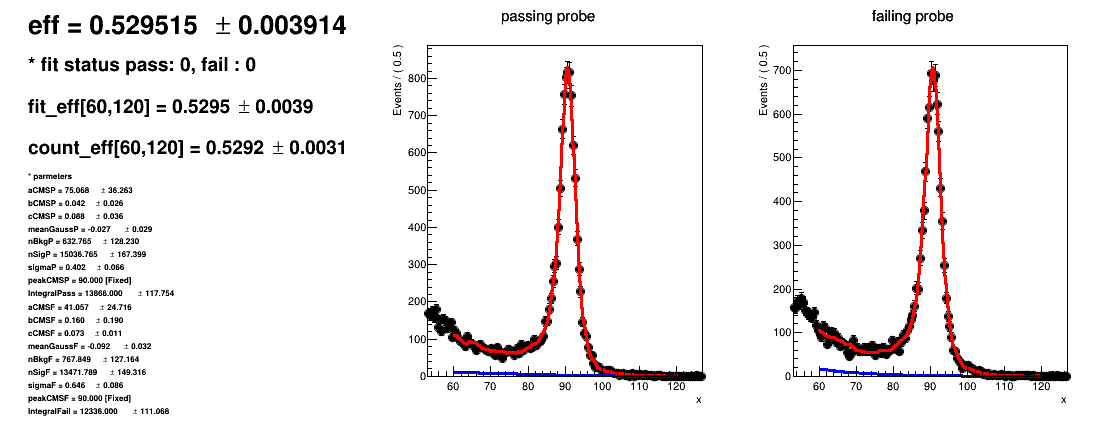 eff = 0.529515 ± 0.003914
* fit status pass: 0, fail : 0
fit_eff[60,120] = 0.5295 ± 0.0039
count_eff[60,120] = 0.5292 ± 0.0031
* parmeters
aCMSP = 75.068 ± 36.263
bCMSP = 0.042 ± 0.026
cCMSP = 0.088 ± 0.036
meanGaussP = -0.027 ± 0.029
nBkgP = 632.765 ± 128.230
nSigP = 15036.765 ± 167.399
sigmaP = 0.402 ± 0.066
peakCMSP = 90.000 [Fixed]
IntegralPass = 13866.000 ± 117.754
aCMSF = 41.057 ± 24.716
bCMSF = 0.160 ± 0.190
cCMSF = 0.073 ± 0.011
meanGaussF = -0.092 ± 0.032
nBkgF = 767.849 ± 127.164
nSigF = 13471.789 ± 149.316
sigmaF = 0.646 ± 0.086
peakCMSF = 90.000 [Fixed]
IntegralFail = 12336.000 ± 111.068
passing probe
Events / ( 0.5 )
800
700
600
500
400
300
200
100
0
60 70 80 90 100 110 120
x
failing probe
Events / ( 0.5 )
700
600
500
400
300
200
100
0
60 70 80 90 100 110 120
x